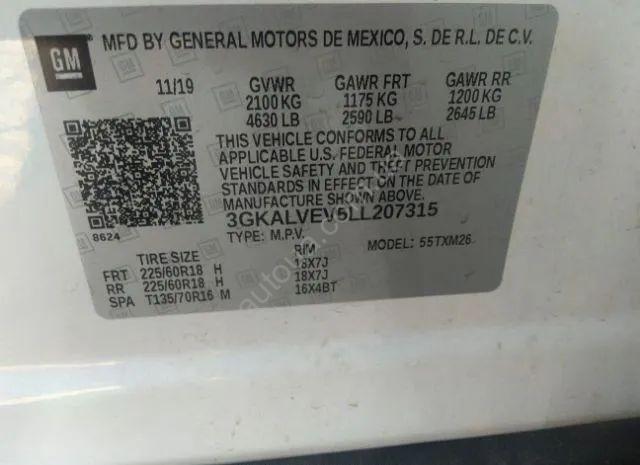 GM MFD BY GENERAL MOTORS DE MEXICO, S. DE R.L. DE C.V.
11/19 GVWR GAWR FRT GAWR RR
2100 KG 1175 KG 1200 KG
4630 LB 2590 LB 2645 LB
THIS VEHICLE CONFORMS TO ALL
APPLICABLE U.S. FEDERAL MOTOR
VEHICLE SAFETY AND THEFT PREVENTION
STANDARDS IN EFFECT ON THE DATE OF
MANUFACTURE SHOWN ABOVE.
3GKALVEV5LL207315
8624 TYPE: M.P.V. MODEL: 55TXM26
TIRE SIZE RIM
FRT 225/60R18 H 18X7J
RR 225/60R18 H 18X7J
SPA T135/70R16 M 16X4BT